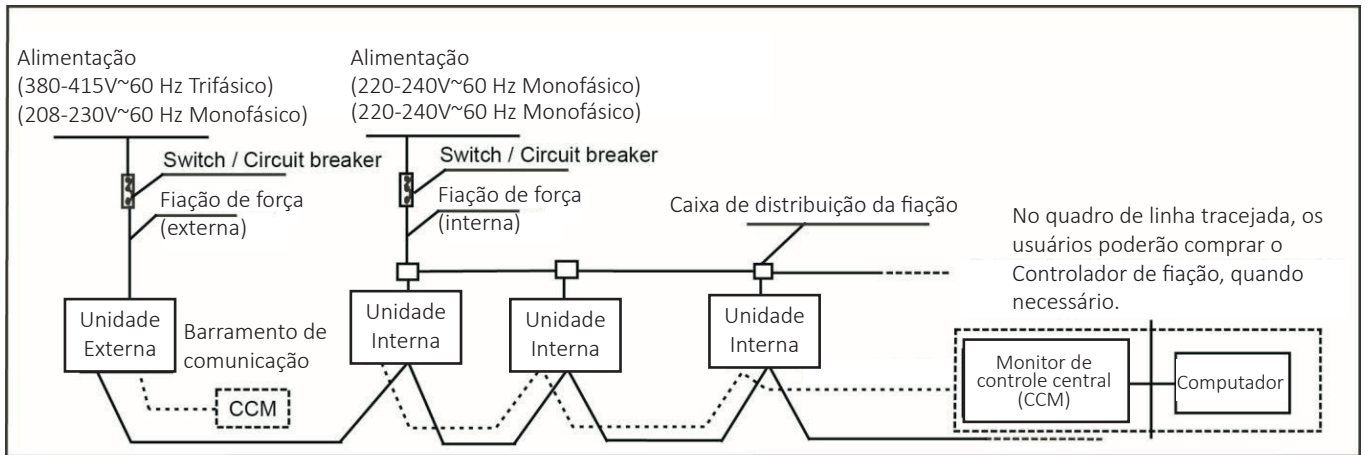 Alimentação
(380-415V~60 Hz Trifásico)
(208-230V~60 Hz Monofásico)
Alimentação
(220-240V~60 Hz Monofásico)
(220-240V~60 Hz Monofásico)
Switch / Circuit breaker
Fiação de força
(externa)
Switch / Circuit breaker
Fiação de força
(interna)
Caixa de distribuição da fiação
No quadro de linha tracejada, os
usuários poderão comprar o
Controlador de fiação, quando
necessário.
Unidade
Externa
Barramento de
comunicação
CCM
Unidade
Interna
Unidade
Interna
Unidade
Interna
Monitor de
controle central
(CCM)
Computador